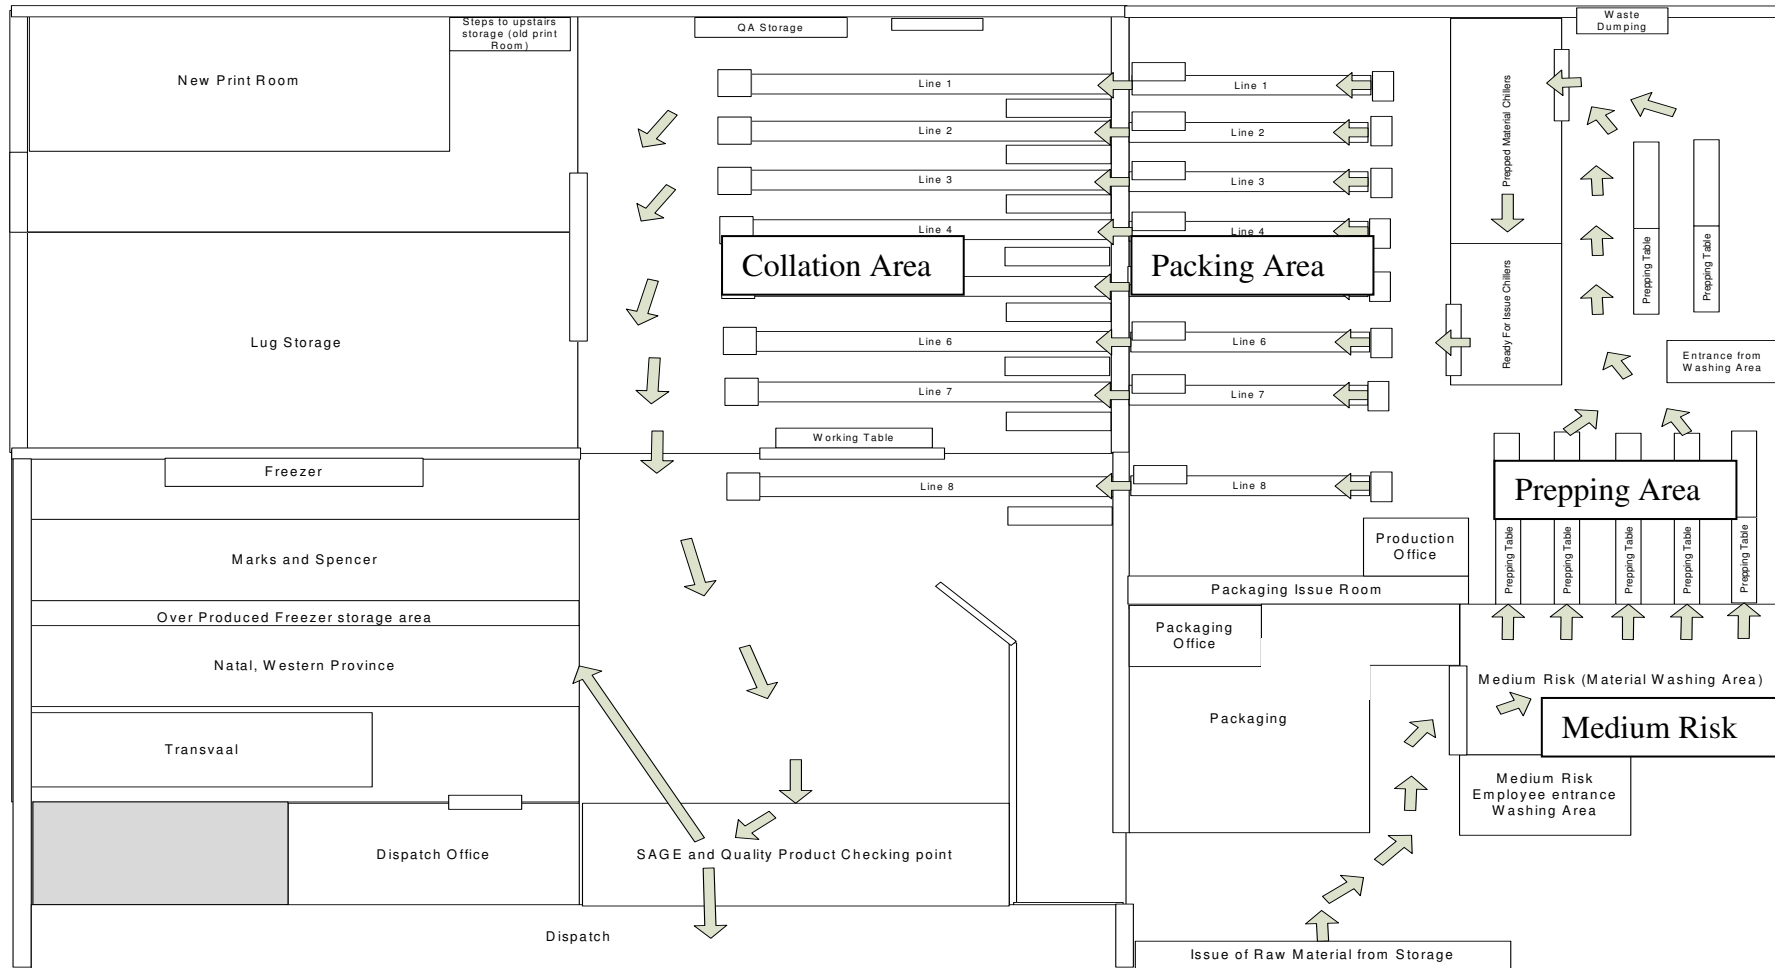 Steps to upstairs
storage (old print
Room)
New Print Room
QA Storage
Waste
Dumping
Line 1
Line 1
Line 2
Line 2
Line 3
Line 3
Line 4
Line 4
Prepped Material Chillers
Prepping Table
Prepping Table
Collation Area
Packing Area
Ready For Issue Chillers
Lug Storage
Line 6
Line 6
Entrance from
Washing Area
Line 7
Line 7
Working Table
Freezer
Line 8
Line 8
Prepping Area
Marks and Spencer
Production
Office
Prepping Table
Prepping Table
Prepping Table
Prepping Table
Prepping Table
Packaging Issue Room
Over Produced Freezer storage area
Packaging
Office
Natal, Western Province
Medium Risk (Material Washing Area)
Packaging
Medium Risk
Transvaal
Medium Risk
Employee entrance
Washing Area
Dispatch Office
SAGE and Quality Product Checking point
Dispatch
Issue of Raw Material from Storage